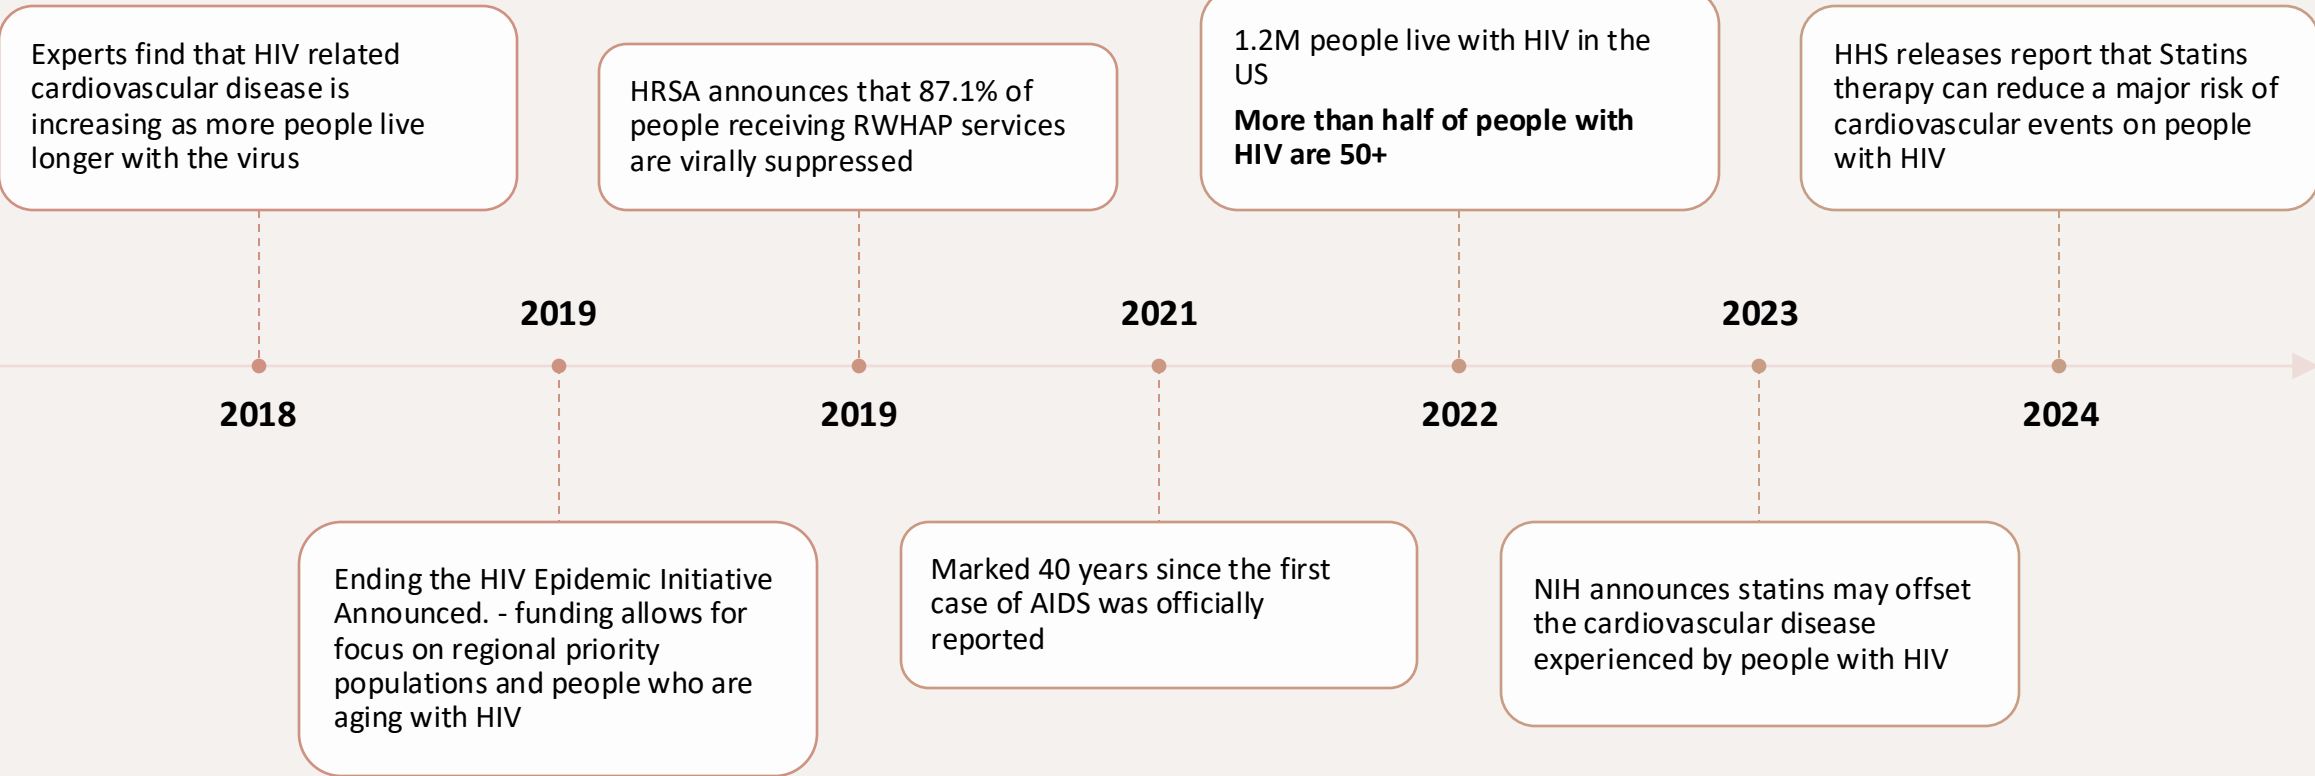 Experts find that HIV related
cardiovascular disease is
increasing as more people live
longer with the virus
HRSA announces that 87.1% of
people receiving RWHAP services
are virally suppressed
1.2M people live with HIV in the
US
More than half of people with
HIV are 50+
HHS releases report that Statins
therapy can reduce a major risk of
cardiovascular events on people
with HIV
2019
2021
2023
2018
2019
2022
2024
Ending the HIV Epidemic Initiative
Announced. - funding allows for
focus on regional priority
populations and people who are
aging with HIV
Marked 40 years since the first
case of AIDS was officially
reported
NIH announces statins may offset
the cardiovascular disease
experienced by people with HIV